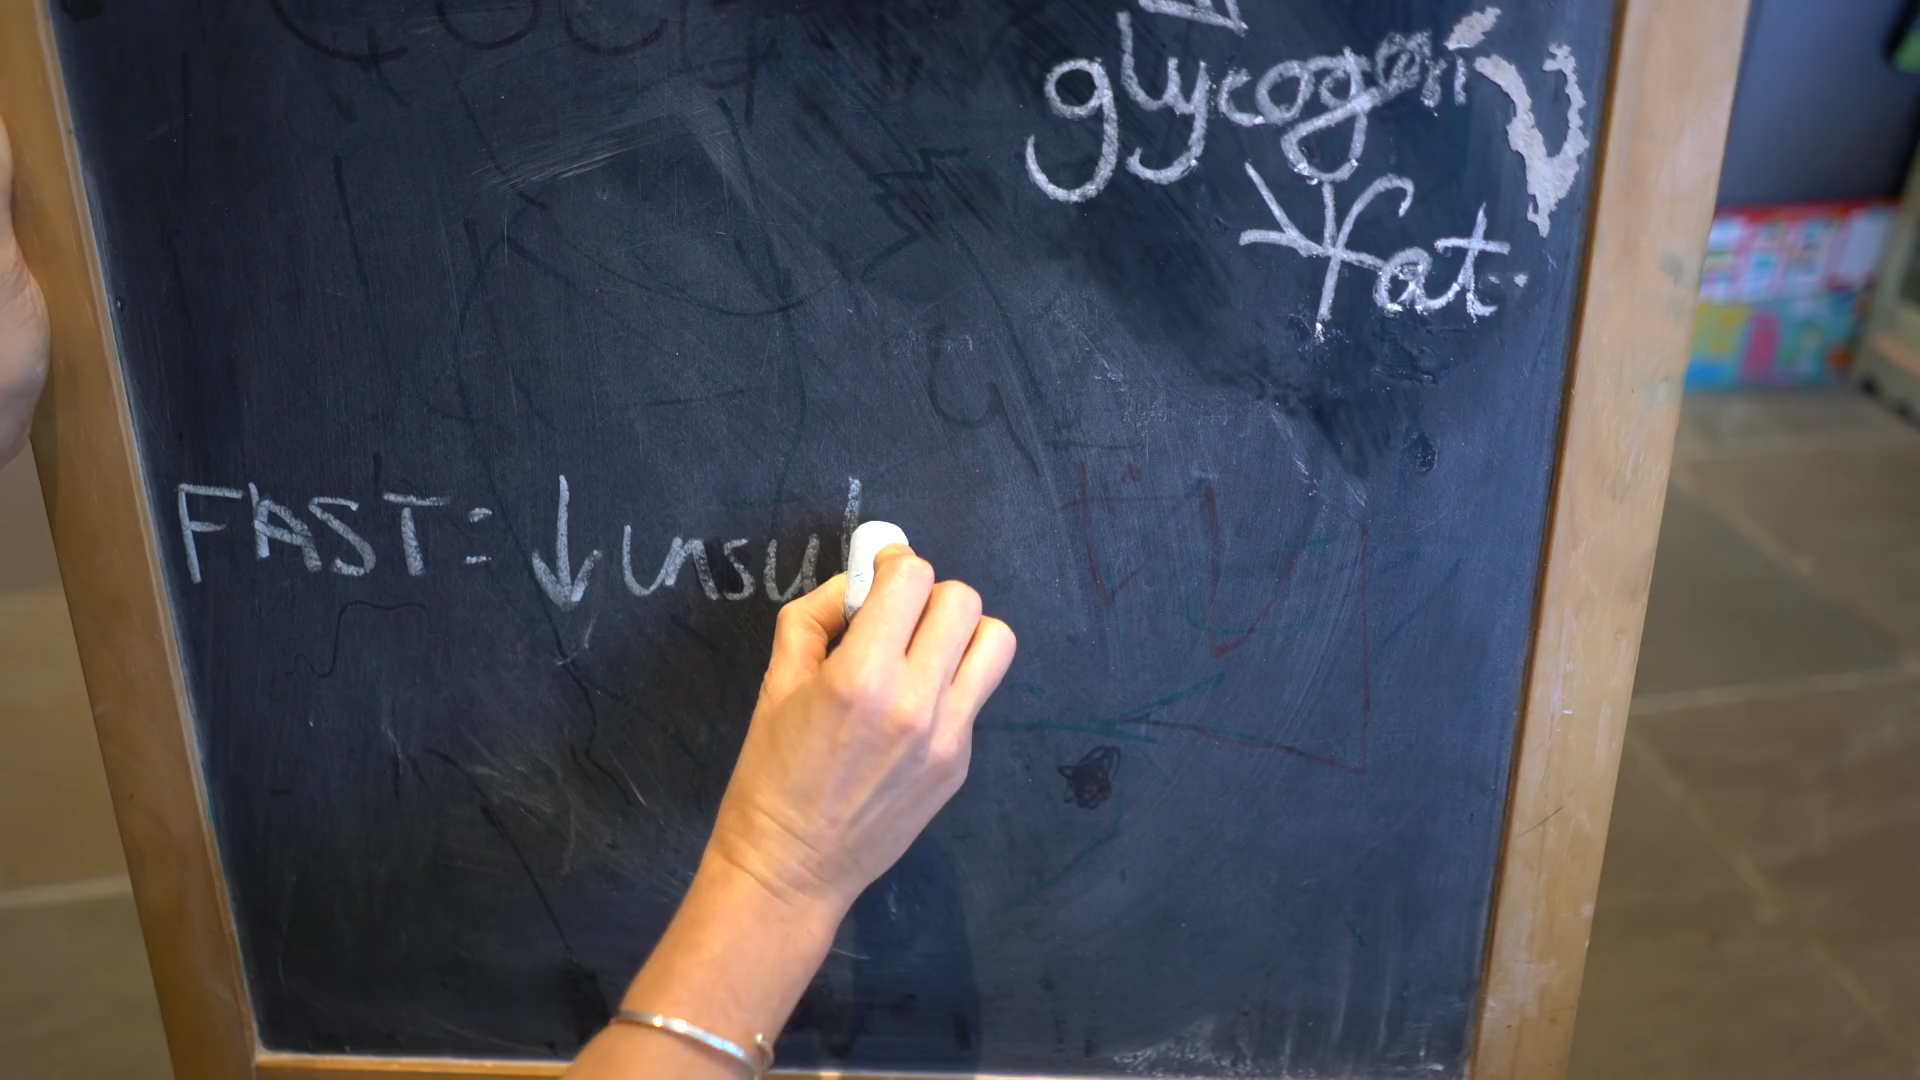 glycogen
↓ fat
FAST: ↓ insul